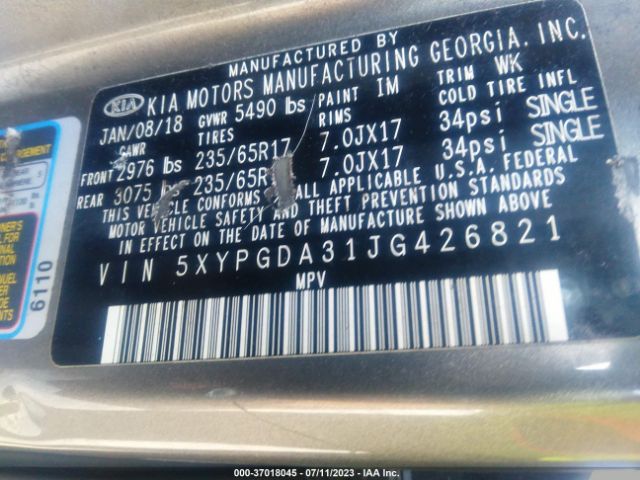 MANUFACTURED BY
KIA KIA MOTORS MANUFACTURING GEORGIA, INC.
JAN/08/18 GVWR 5490 lbs PAINT IM TRIM WK
GAWR TIRES RIMS COLD TIRE INFL
FRONT 2976 lbs 235/65R17 7.0JX17 34psi SINGLE
REAR 3075 235/65R 7.0JX17 34psi SINGLE
THIS VEHICLE CONFORMS ALL APPLICABLE U.S.A. FEDERAL
MOTOR VEHICLE SAFETY AND THEFT PREVENTION STANDARDS
IN EFFECT ON THE DATE OF MANUFACTURE SHOWN ABOVE.
VIN 5XYPGDA31JG426821
MPV
6110
000-37018045 - 07/11/2023 - IAA Inc.